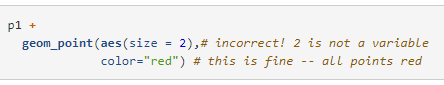 p1 +
geom_point(aes(size = 2),# incorrect! 2 is not a variable
color="red") # this is fine -- all points red